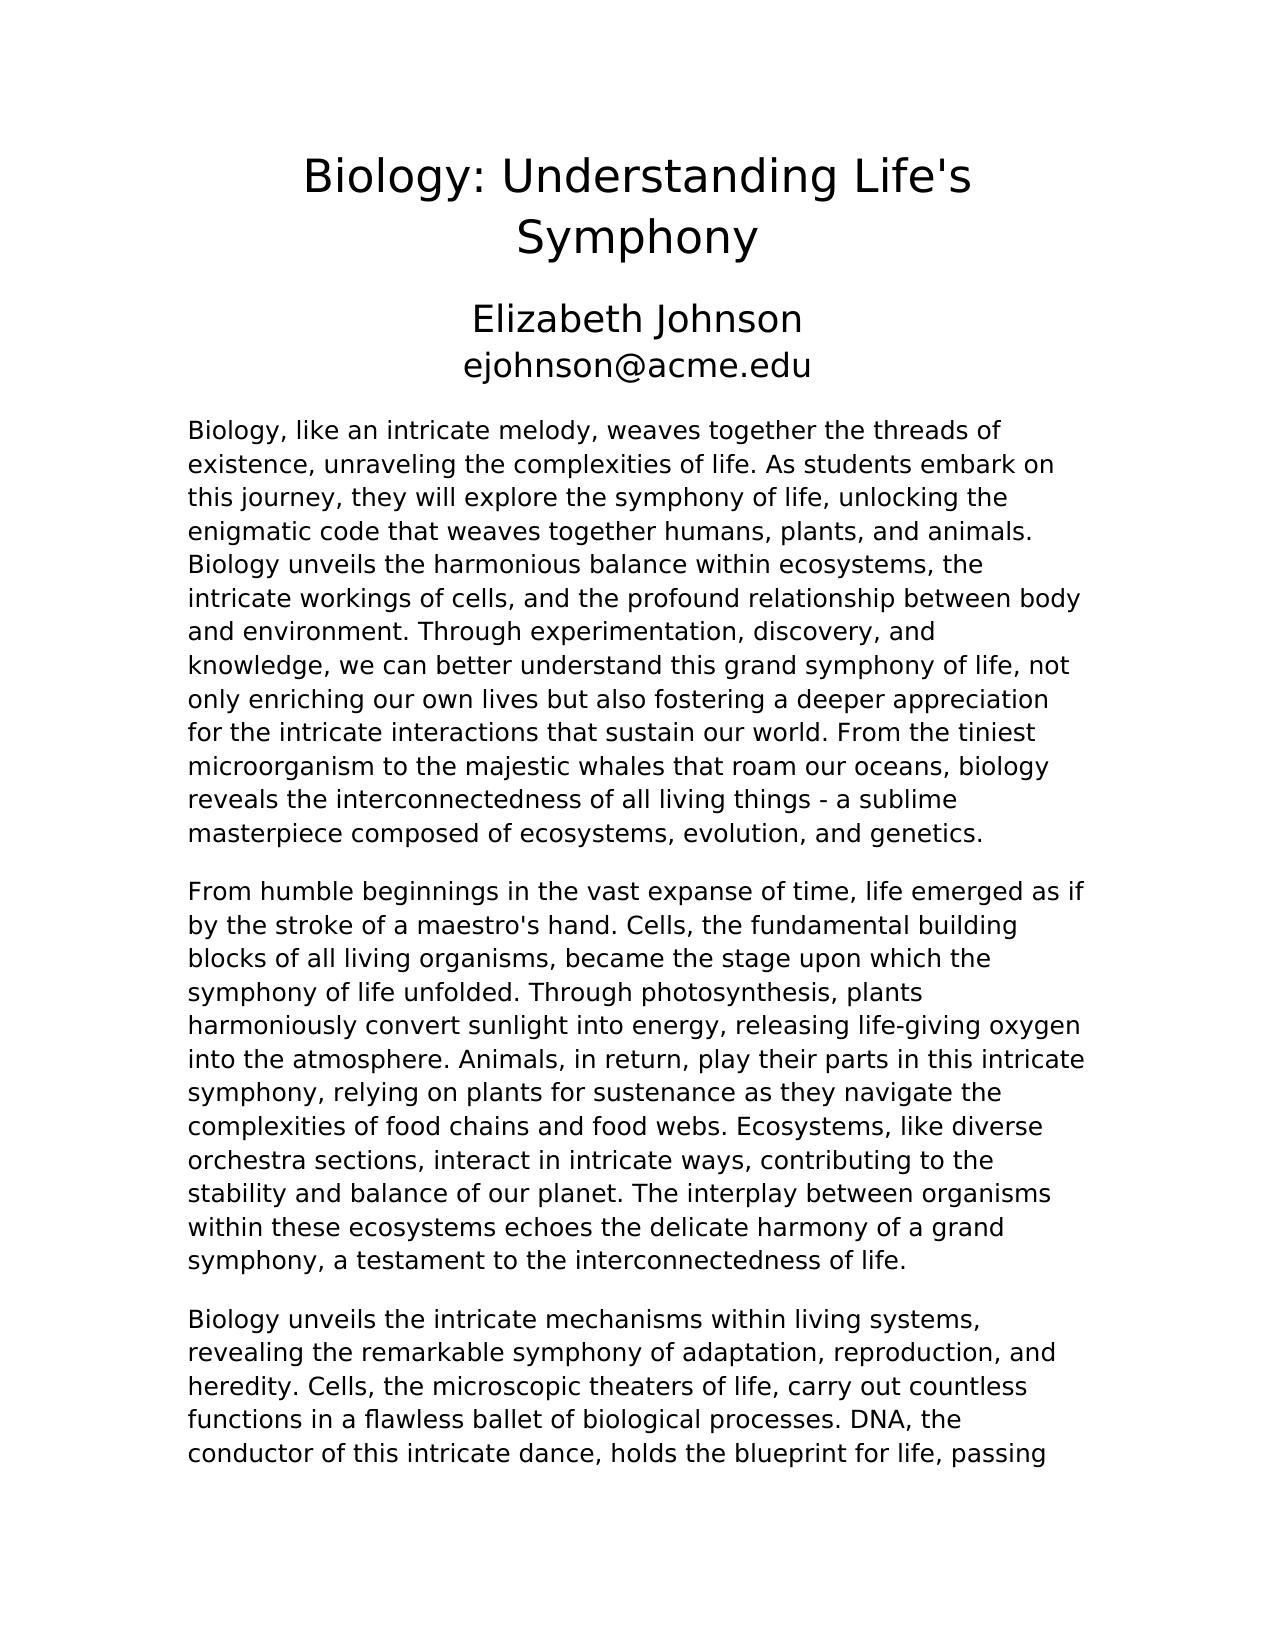 Biology: Understanding Life's
Symphony
Elizabeth Johnson
ejohnson@acme.edu
Biology, like an intricate melody, weaves together the threads of
existence, unraveling the complexities of life. As students embark on
this journey, they will explore the symphony of life, unlocking the
enigmatic code that weaves together humans, plants, and animals.
Biology unveils the harmonious balance within ecosystems, the
intricate workings of cells, and the profound relationship between body
and environment. Through experimentation, discovery, and
knowledge, we can better understand this grand symphony of life, not
only enriching our own lives but also fostering a deeper appreciation
for the intricate interactions that sustain our world. From the tiniest
microorganism to the majestic whales that roam our oceans, biology
reveals the interconnectedness of all living things - a sublime
masterpiece composed of ecosystems, evolution, and genetics.
From humble beginnings in the vast expanse of time, life emerged as if
by the stroke of a maestro's hand. Cells, the fundamental building
blocks of all living organisms, became the stage upon which the
symphony of life unfolded. Through photosynthesis, plants
harmoniously convert sunlight into energy, releasing life-giving oxygen
into the atmosphere. Animals, in return, play their parts in this intricate
symphony, relying on plants for sustenance as they navigate the
complexities of food chains and food webs. Ecosystems, like diverse
orchestra sections, interact in intricate ways, contributing to the
stability and balance of our planet. The interplay between organisms
within these ecosystems echoes the delicate harmony of a grand
symphony, a testament to the interconnectedness of life.
Biology unveils the intricate mechanisms within living systems,
revealing the remarkable symphony of adaptation, reproduction, and
heredity. Cells, the microscopic theaters of life, carry out countless
functions in a flawless ballet of biological processes. DNA, the
conductor of this intricate dance, holds the blueprint for life, passing